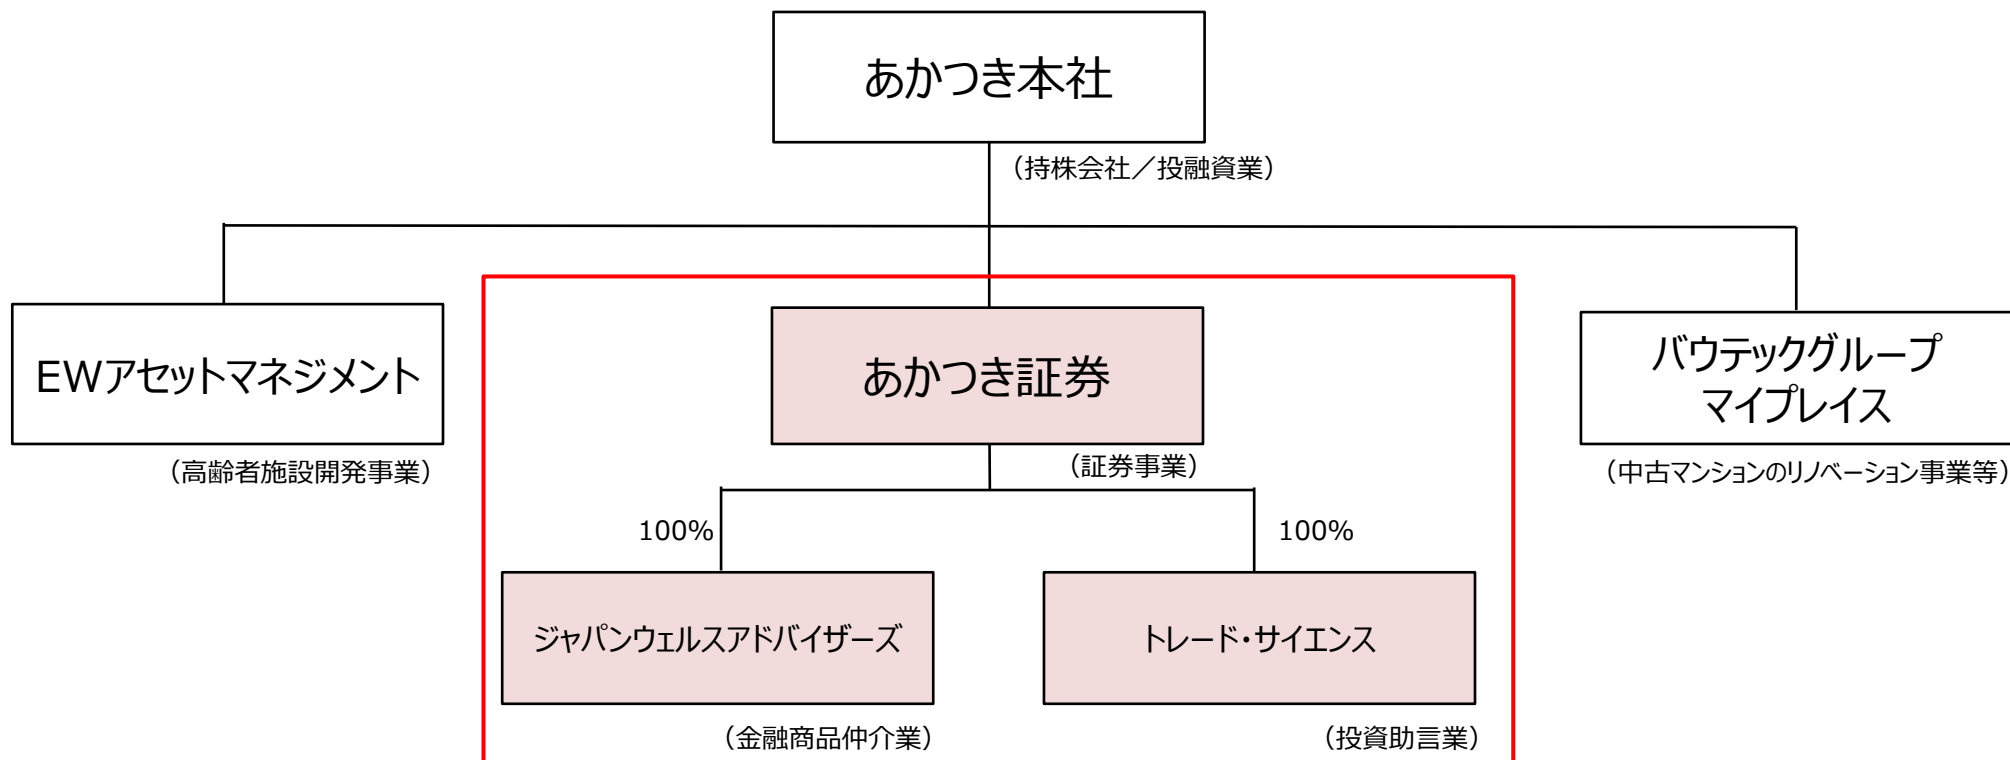 あかつき本社
（持株会社／投融資業）
EWアセットマネジメント
（高齢者施設開発事業）
あかつき証券
（証券事業）
バウテックグループ
マイプレイス
（中古マンションのリノベーション事業等）
100%
100%
ジャパンウェルスアドバイザーズ
（金融商品仲介業）
トレード・サイエンス
（投資助言業）